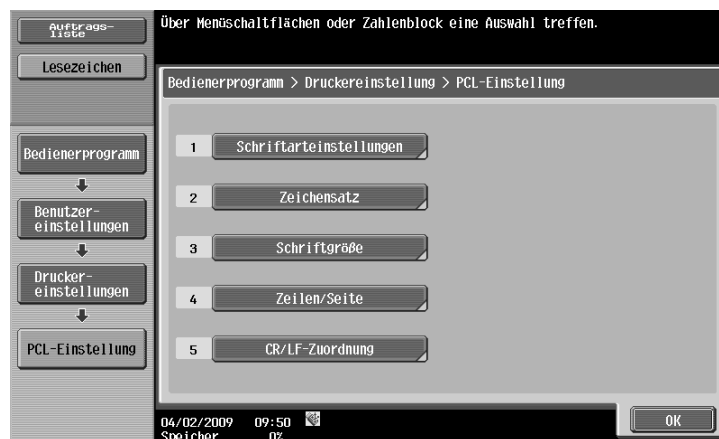 Auftrags-
liste
Über Menüschaltflächen oder Zahlenblock eine Auswahl treffen.
Lesezeichen
Bedienerprogramm > Druckereinstellung > PCL-Einstellung
1 Schriftarteinstellungen
Bedienerprogramm
2 Zeichensatz
Benutzer-
einstellungen
3 Schriftgröße
Drucker-
einstellungen
4 Zeilen/Seite
PCL-Einstellung
5 CR/LF-Zuordnung
04/02/2009 09:50
Speicher 0%
OK